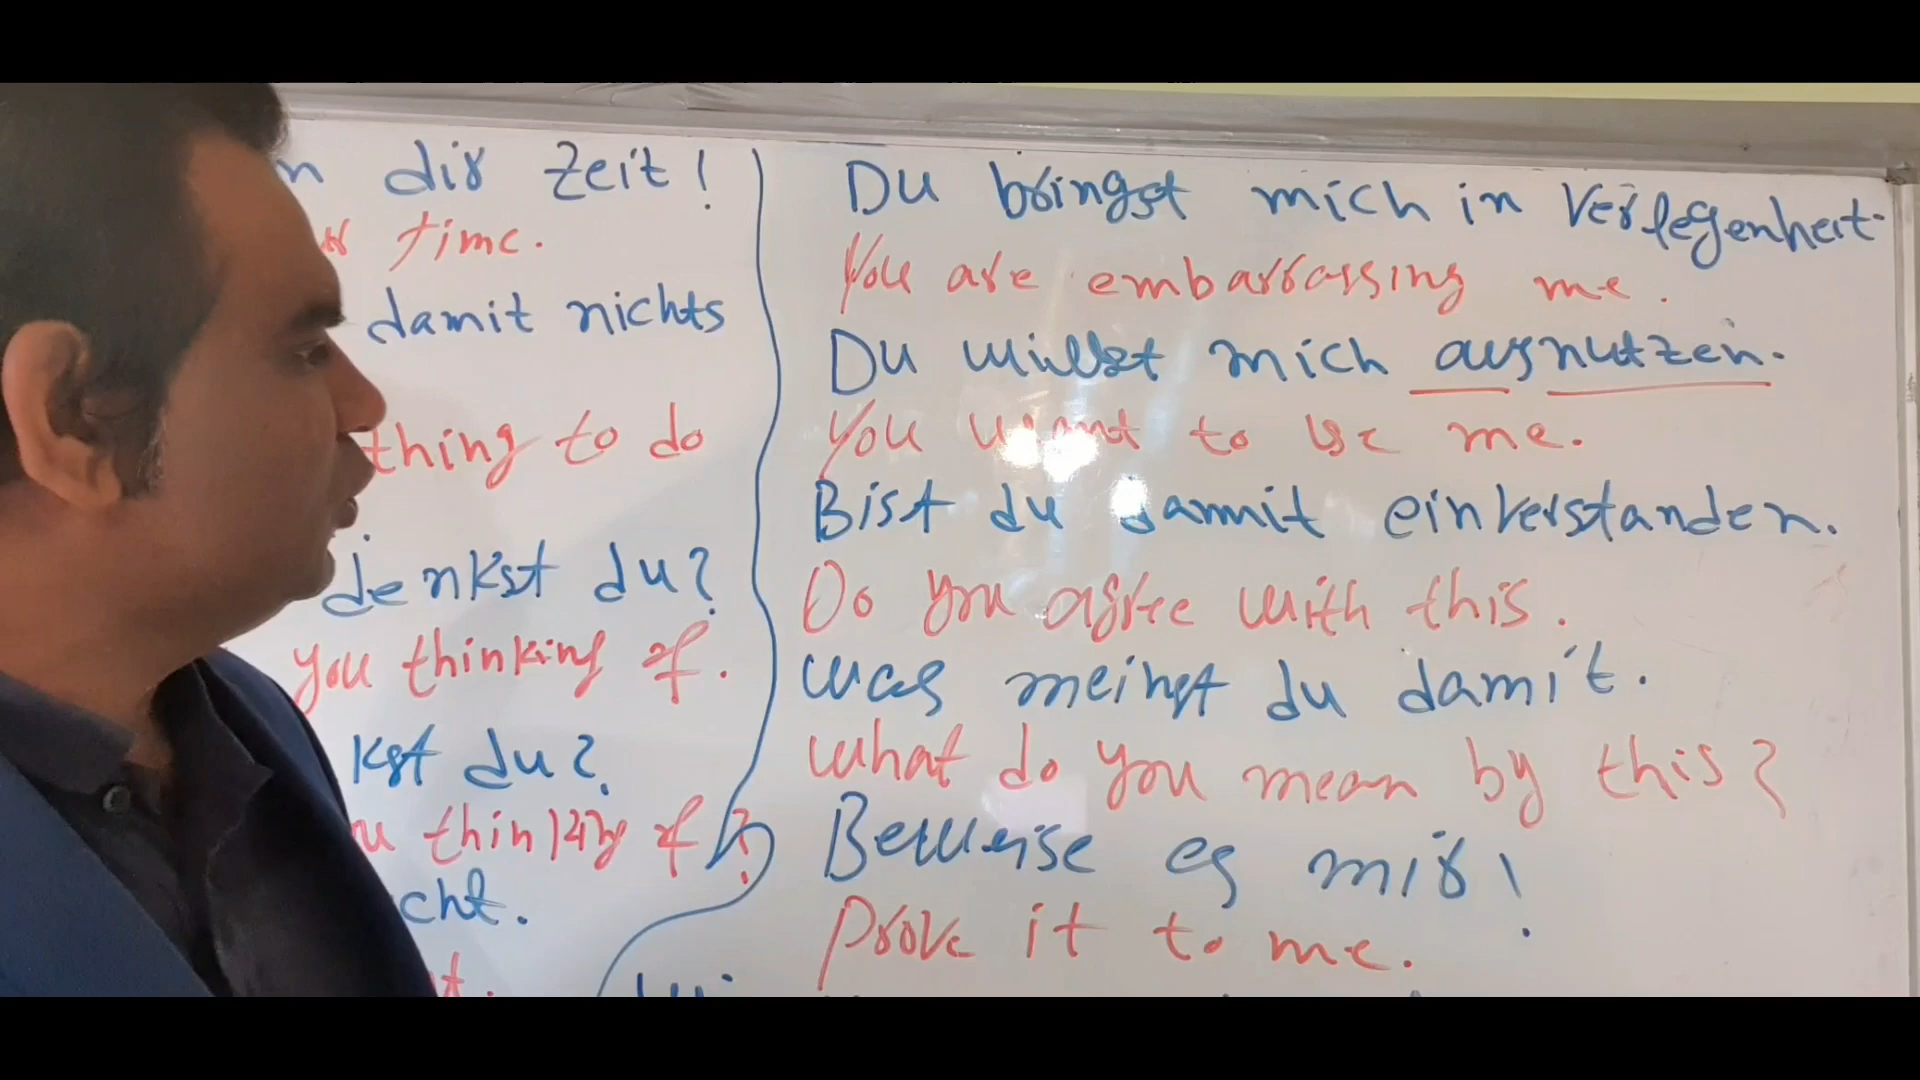 n dir Zeit!
time.
damit nichts
thing to do
denkst du?
you thinking of.
kst du?
u thinking of?
cht.
t.
Du bringst mich in Verlegenheit.
You are embarrassing me.
Du willst mich ausnutzen.
You want to use me.
Bist du damit einverstanden.
Do you agree with this.
was meinst du damit.
what do you mean by this?
Beweise es mir!
Prove it to me.